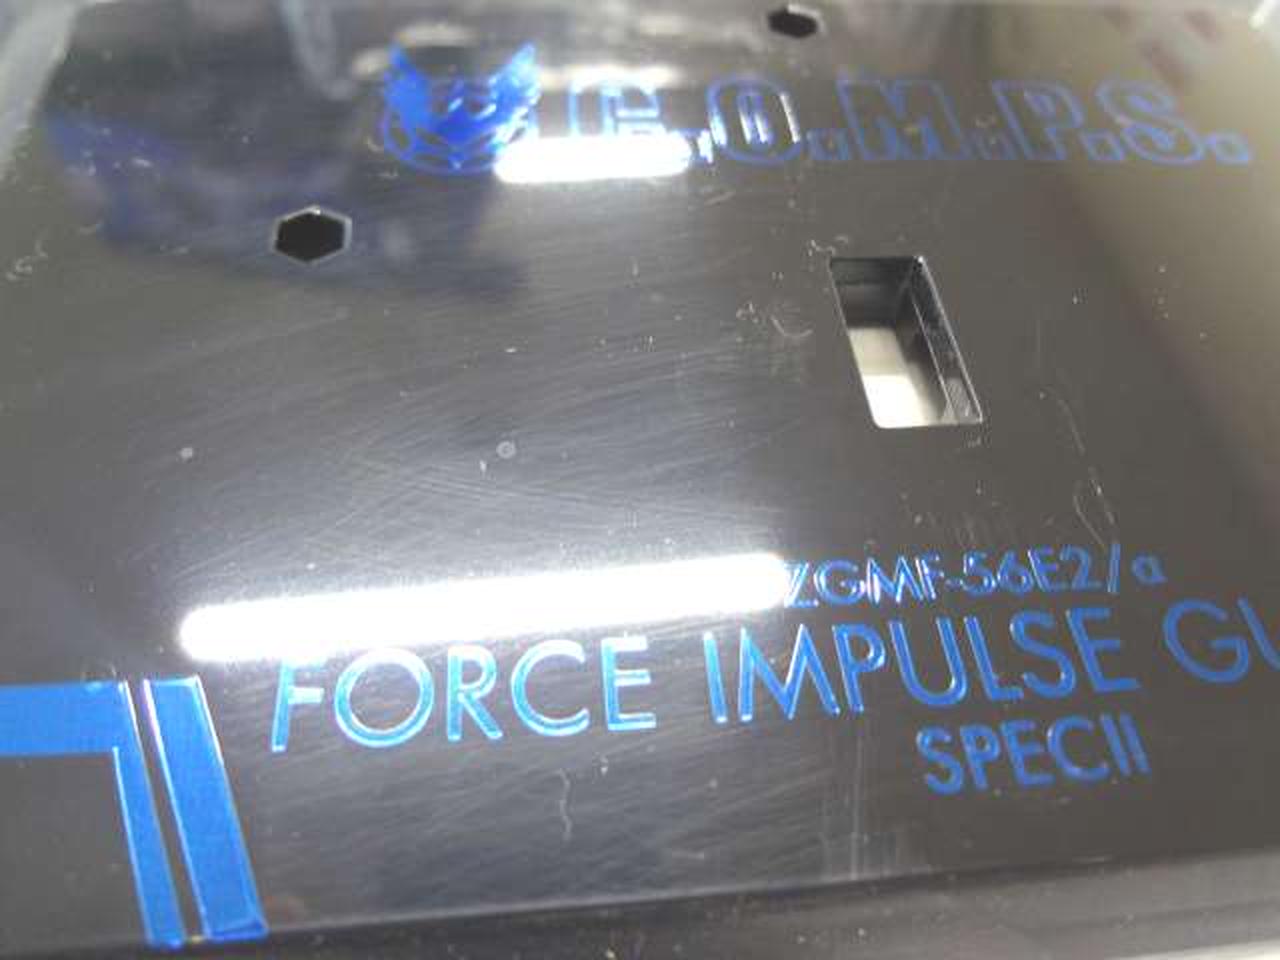 C.O.M.P.S.
ZGMF-56E2/α
FORCE IMPULSE GU
SPECII